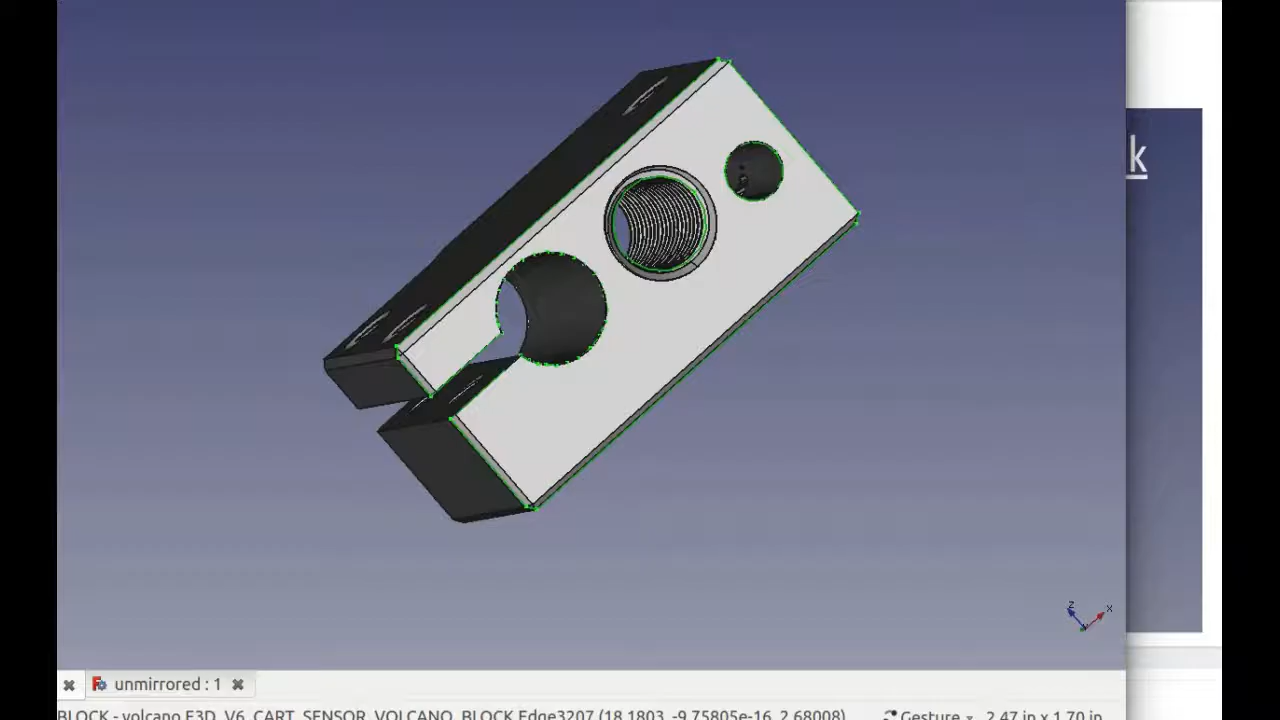 k
Z
X
unmirrored : 1
BLOCK - volcano E3D_V6_CART_SENSOR_VOLCANO_BLOCK.Edge3207 (18.1803, -9.75805e-16, 2.68008)
Gesture
2.47 in x 1.70 in